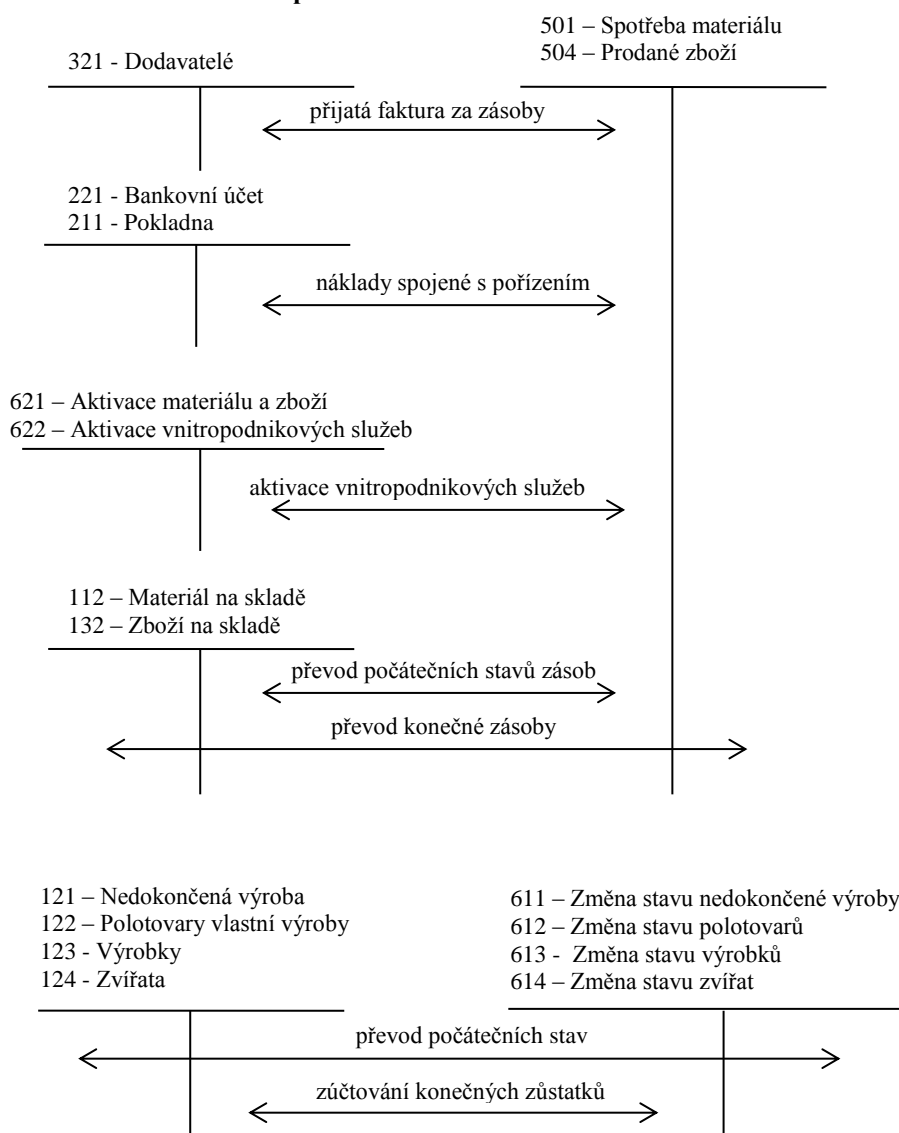 501 – Spotřeba materiálu
504 – Prodané zboží
321 - Dodavatelé
přijatá faktura za zásoby
221 - Bankovní účet
211 - Pokladna
náklady spojené s pořízením
621 – Aktivace materiálu a zboží
622 – Aktivace vnitropodnikových služeb
aktivace vnitropodnikových služeb
112 – Materiál na skladě
132 – Zboží na skladě
převod počátečních stavů zásob
převod konečné zásoby
121 – Nedokončená výroba
122 – Polotovary vlastní výroby
123 - Výrobky
124 - Zvířata
611 – Změna stavu nedokončené výroby
612 – Změna stavu polotovarů
613 -  Změna stavu výrobků
614 – Změna stavu zvířat
převod počátečních stav
zúčtování konečných zůstatků